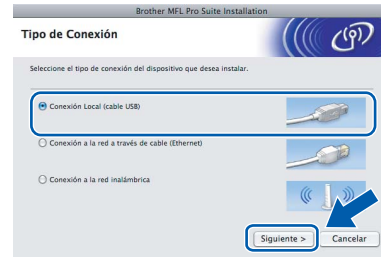 Brother MFL Pro Suite Installation
Tipo de Conexión
Seleccione el tipo de conexión del dispositivo que desea instalar.
Conexión Local (cable USB)
Conexión a la red a través de cable (Ethernet)
Conexión a la red inalámbrica
Siguiente >
Cancelar